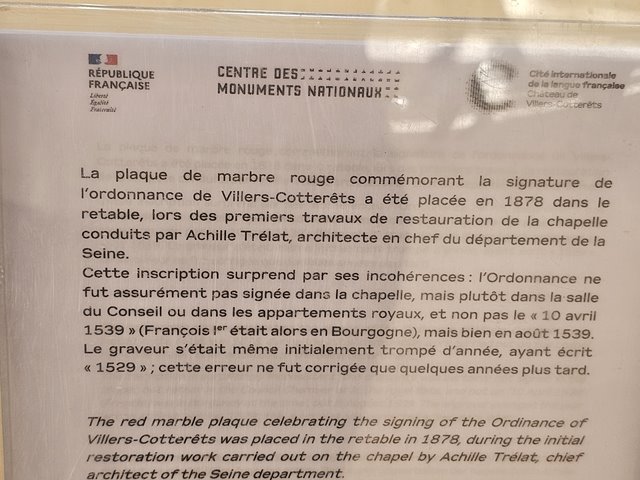 RÉPUBLIQUE
FRANÇAISE
Liberté
Égalité
Fraternité
CENTRE DES
MONUMENTS NATIONAUX
Cité internationale
de la langue française
Château de
Villers-Cotterêts
La plaque de marbre rouge commémorant la signature de
l'ordonnance de Villers-Cotterêts a été placée en 1878 dans le
retable, lors des premiers travaux de restauration de la chapelle
conduits par Achille Trélat, architecte en chef du département de la
Seine.
Cette inscription surprend par ses incohérences : l'Ordonnance ne
fut assurément pas signée dans la chapelle, mais plutôt dans la salle
du Conseil ou dans les appartements royaux, et non pas le « 10 avril
1539 » (François Ier était alors en Bourgogne), mais bien en août 1539.
Le graveur s'était même initialement trompé d'année, ayant écrit
« 1529 » ; cette erreur ne fut corrigée que quelques années plus tard.
The red marble plaque celebrating the signing of the Ordinance of
Villers-Cotterêts was placed in the retable in 1878, during the initial
restoration work carried out on the chapel by Achille Trélat, chief
architect of the Seine department.